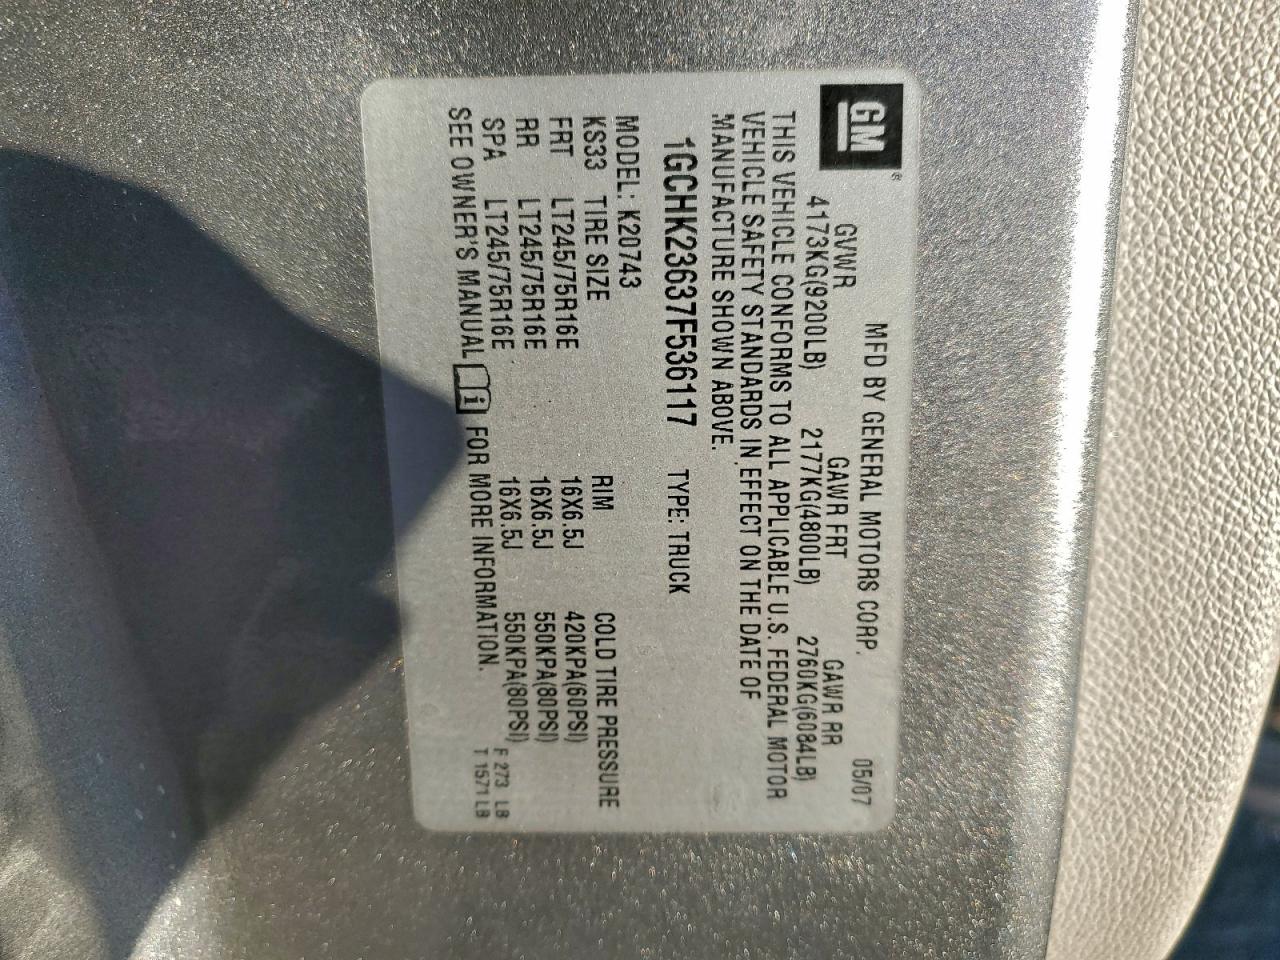 GM ®
MFD BY GENERAL MOTORS CORP. 05/07
GVWR GAWR FRT GAWR RR
4173KG(9200LB) 2177KG(4800LB) 2760KG(6084LB)
THIS VEHICLE CONFORMS TO ALL APPLICABLE U.S. FEDERAL MOTOR
VEHICLE SAFETY STANDARDS IN EFFECT ON THE DATE OF
MANUFACTURE SHOWN ABOVE.
1GCHK23637F536117 TYPE: TRUCK
MODEL: K20743
KS33 TIRE SIZE RIM COLD TIRE PRESSURE
FRT LT245/75R16E 16X6.5J 420KPA(60PSI)
RR LT245/75R16E 16X6.5J 550KPA(80PSI)
SPA LT245/75R16E 16X6.5J 550KPA(80PSI) F 273 LB
SEE OWNER'S MANUAL i FOR MORE INFORMATION. T 1571 LB